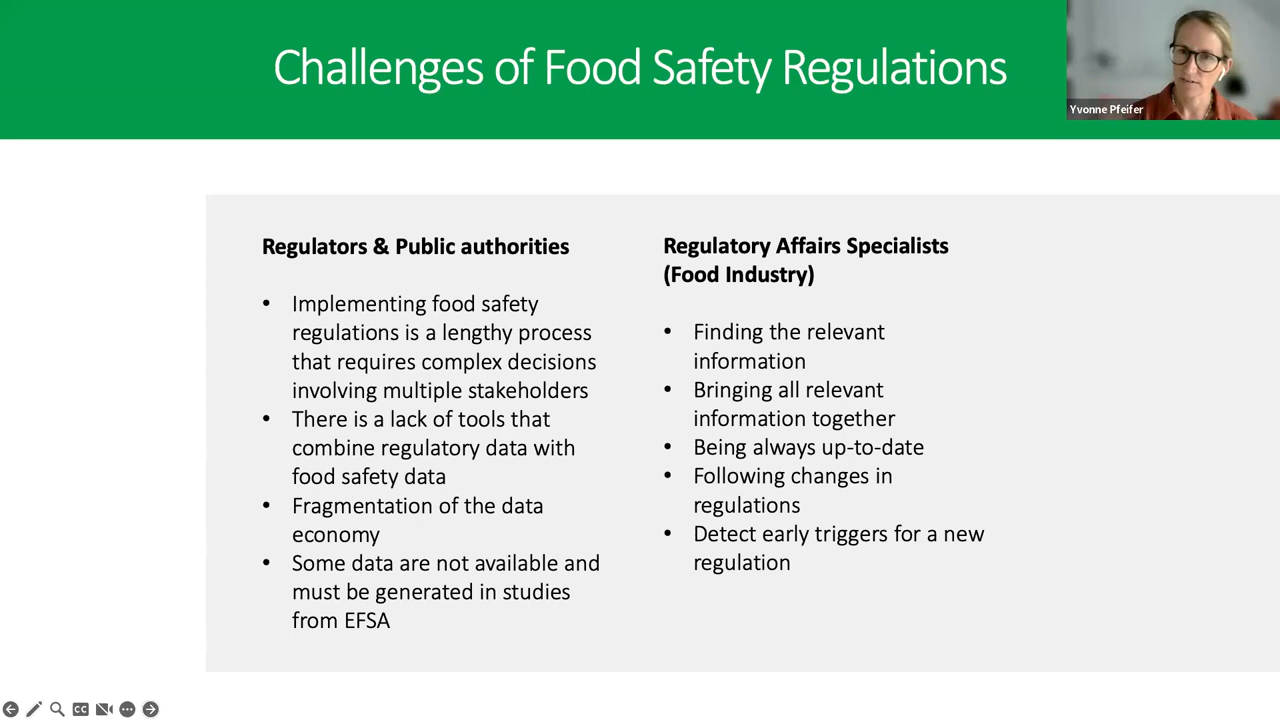 Challenges of Food Safety Regulations
Yvonne Pfeifer
Regulators & Public authorities
• Implementing food safety
regulations is a lengthy process
that requires complex decisions
involving multiple stakeholders
• There is a lack of tools that
combine regulatory data with
food safety data
• Fragmentation of the data
economy
• Some data are not available and
must be generated in studies
from EFSA
Regulatory Affairs Specialists
(Food Industry)
• Finding the relevant
information
• Bringing all relevant
information together
• Being always up-to-date
• Following changes in
regulations
• Detect early triggers for a new
regulation
CC